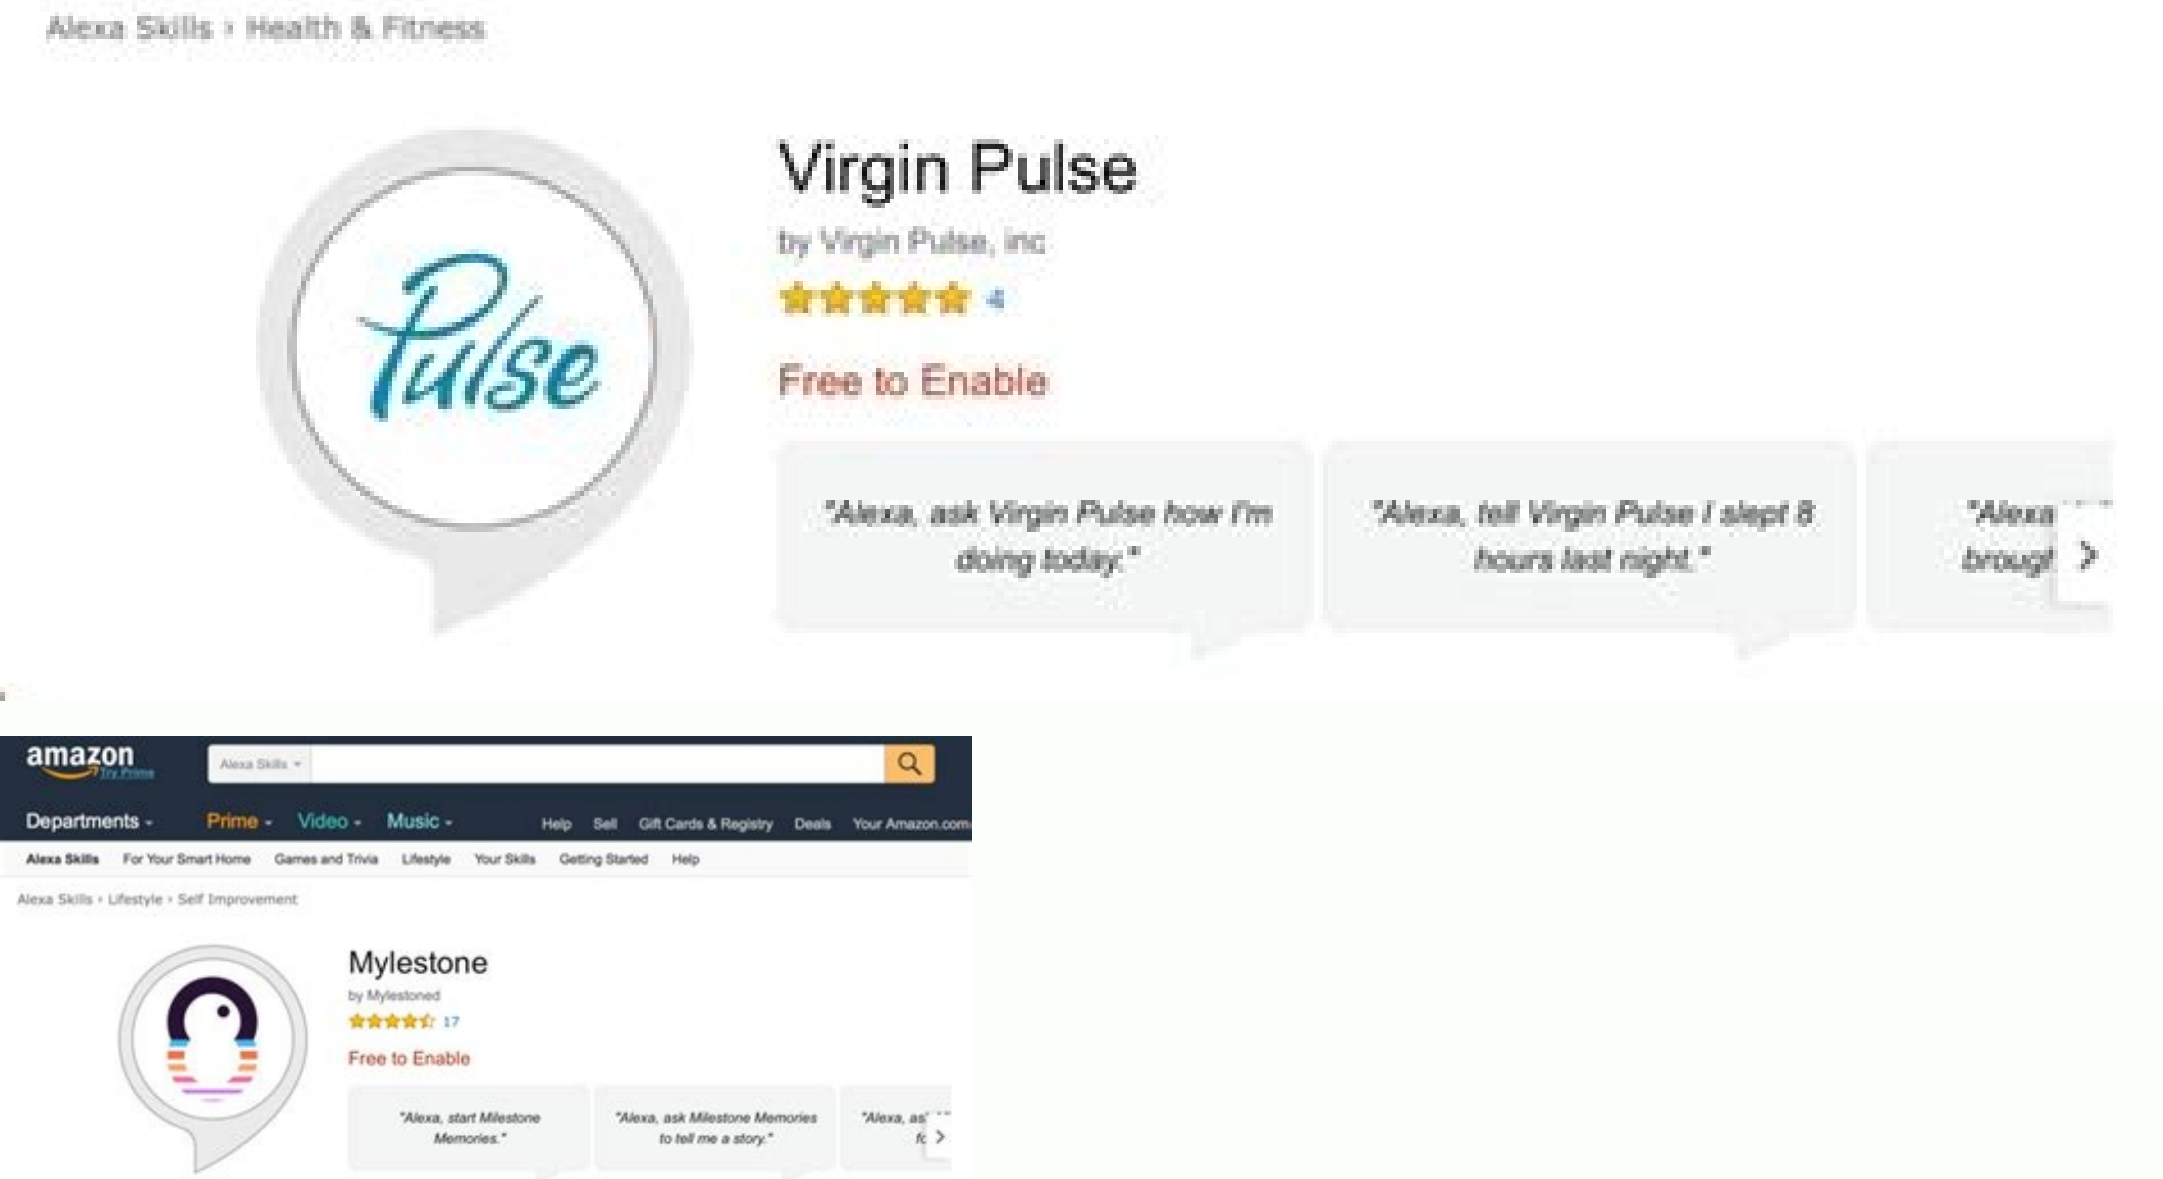 Alexa Skills › Health & Fitness
Pulse
Virgin Pulse
by Virgin Pulse, inc
4
Free to Enable
"Alexa, ask Virgin Pulse how I'm
doing today."
"Alexa, tell Virgin Pulse I slept 8
hours last night."
"Alexa
amazon
Try Prime
Alexa Skills
Departments
Prime
Video
Music
Help
Sell
Gift Cards & Registry
Deals
Your Amazon.com
Alexa Skills
For Your Smart Home
Games and Trivia
Lifestyle
Your Skills
Getting Started
Help
Alexa Skills › Lifestyle › Self Improvement
Mylestone
by Mylestoned
17
Free to Enable
"Alexa, start Milestone
Memories."
"Alexa, ask Milestone Memories
to tell me a story."
"Alexa, as